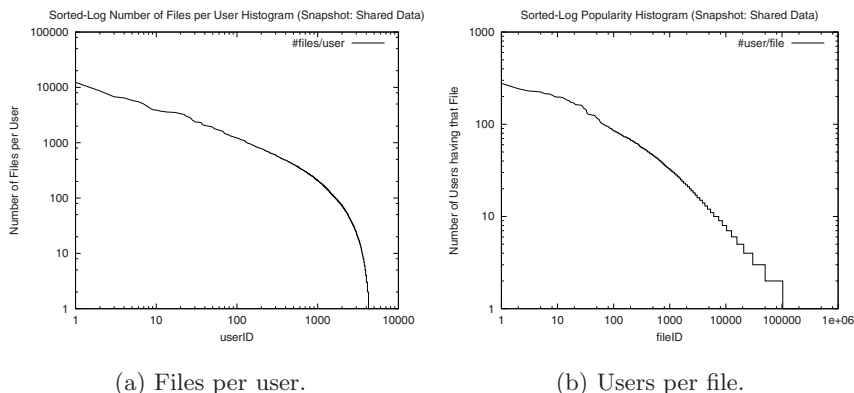 Sorted-Log Number of Files per User Histogram (Snapshot: Shared Data)
#files/user
Number of Files per User
100000
10000
1000
100
10
1
1 10 100 1000 10000
userID
(a) Files per user.
Sorted-Log Popularity Histogram (Snapshot: Shared Data)
#user/file
Number of Users having that File
1000
100
10
1
1 10 100 1000 10000 100000 1e+06
fileID
(b) Users per file.